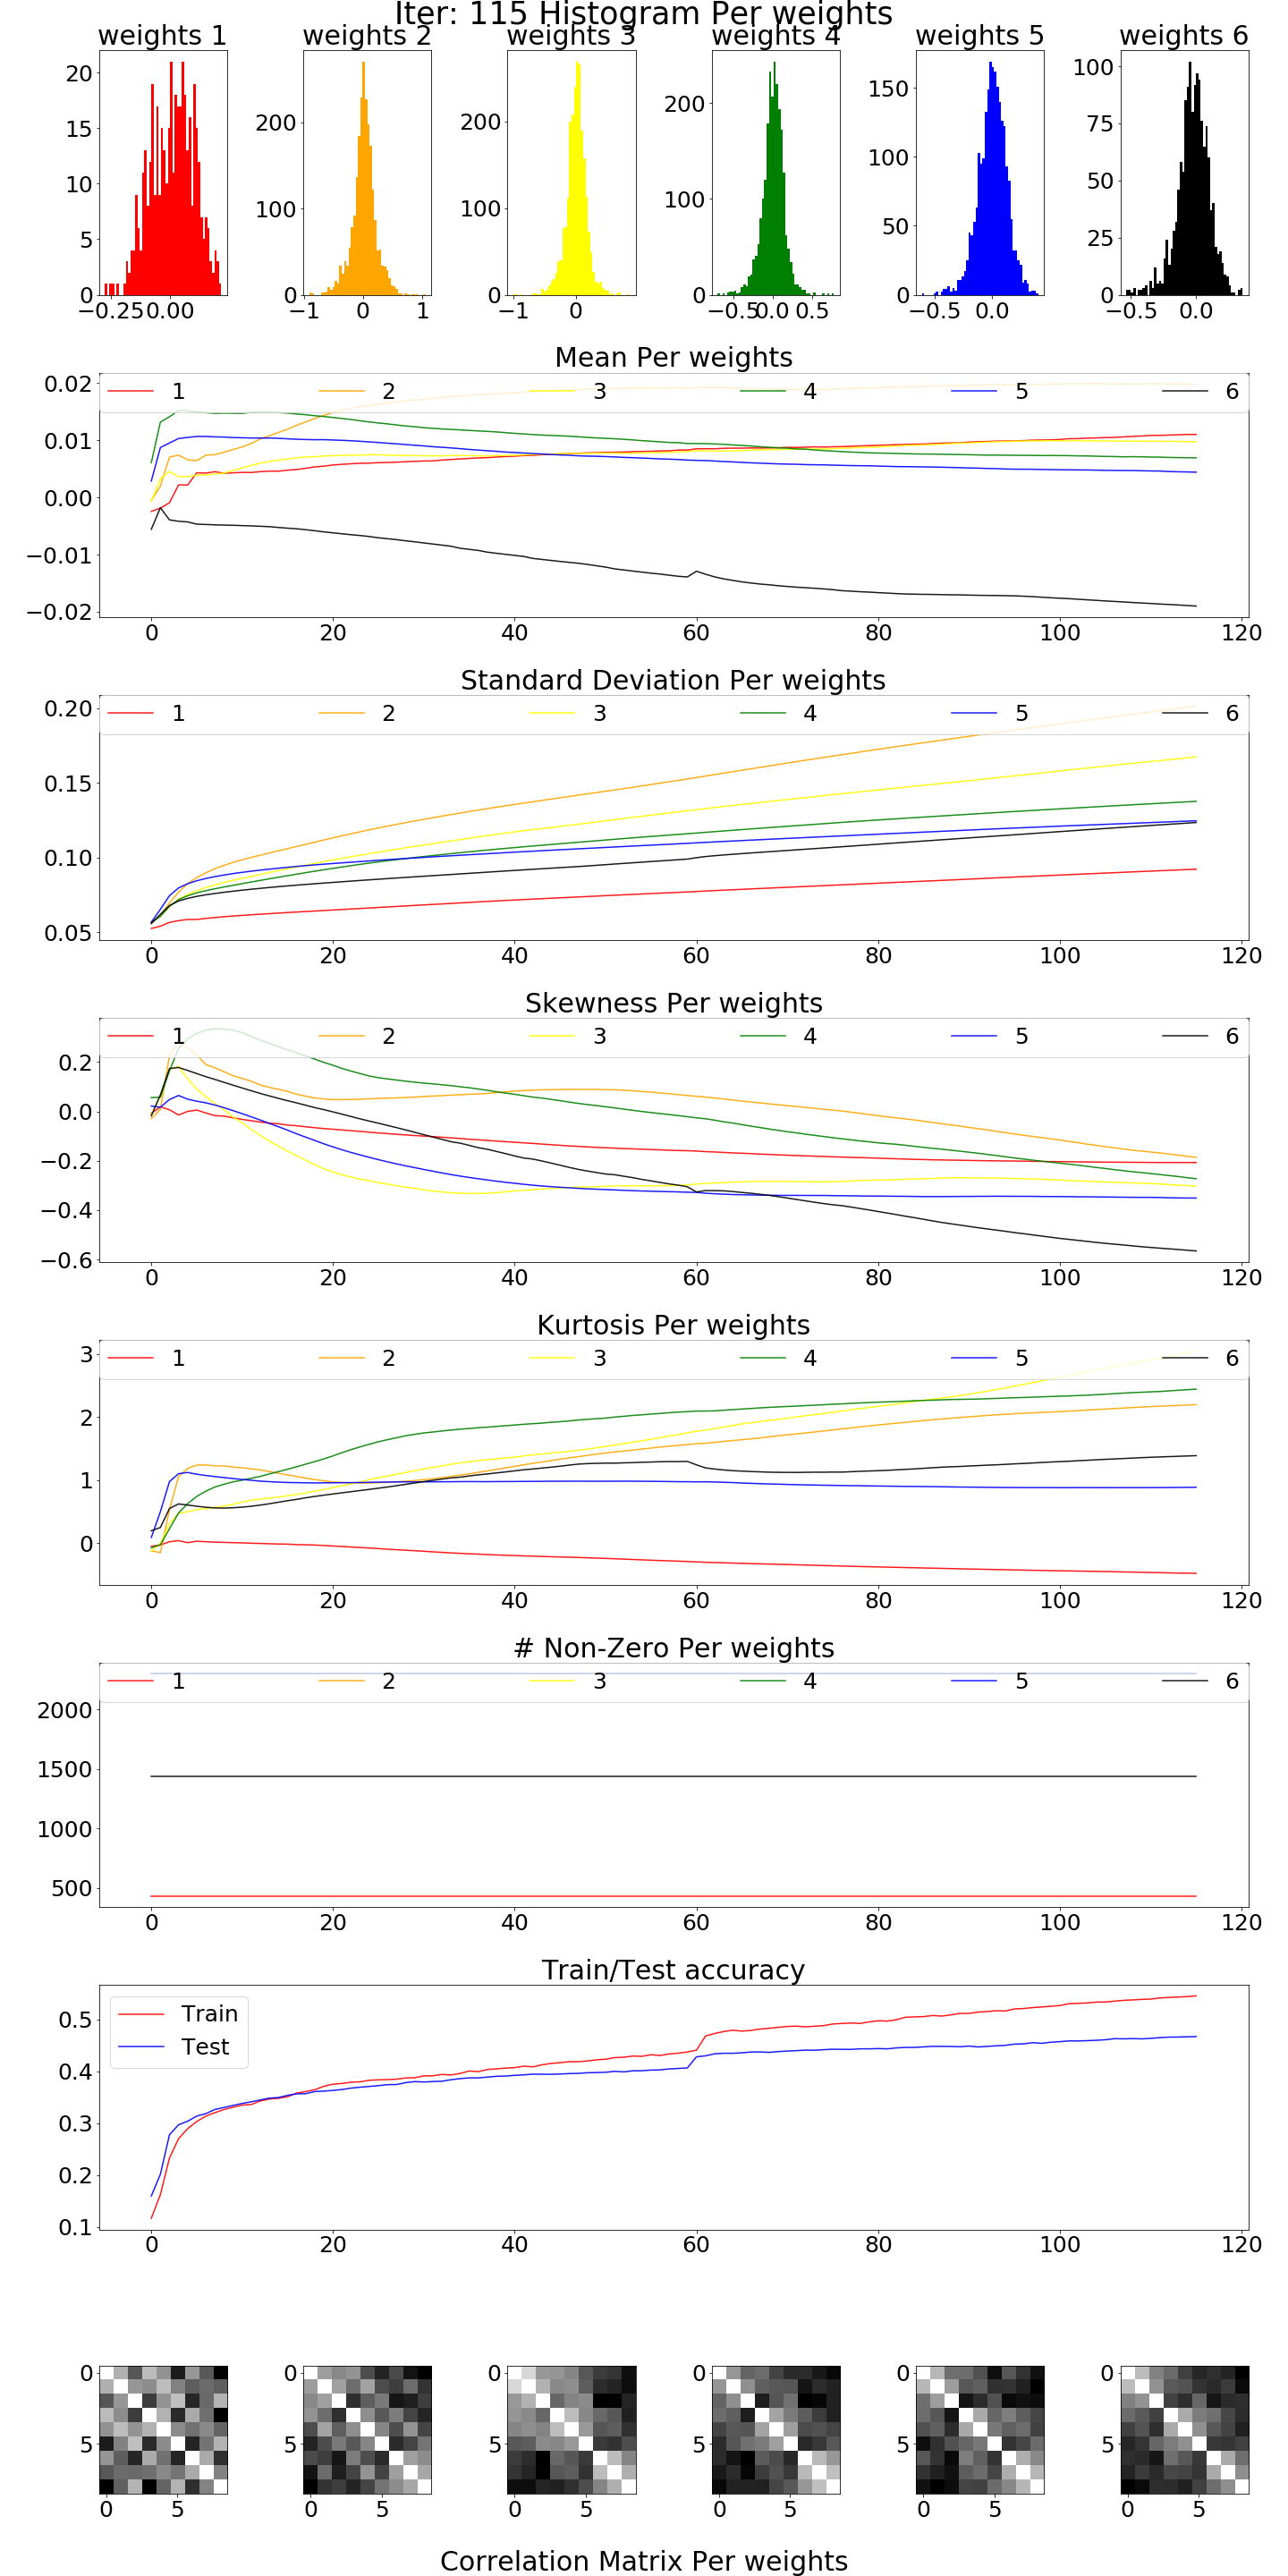 Iter: 115 Histogram Per weights
weights 1 weights 2 weights 3 weights 4 weights 5 weights 6
20
15
10
5
0
−0.25 0.00
200
100
0
−1 0 1
200
100
0
−1 0
200
100
0
−0.5 0.0 0.5
150
100
50
0
−0.5 0.0
100
75
50
25
0
−0.5 0.0
Mean Per weights
1 2 3 4 5 6
0.02
0.01
0.00
−0.01
−0.02
0 20 40 60 80 100 120
Standard Deviation Per weights
1 2 3 4 5 6
0.20
0.15
0.10
0.05
0 20 40 60 80 100 120
Skewness Per weights
1 2 3 4 5 6
0.2
0.0
−0.2
−0.4
−0.6
0 20 40 60 80 100 120
Kurtosis Per weights
1 2 3 4 5 6
3
2
1
0
0 20 40 60 80 100 120
# Non-Zero Per weights
1 2 3 4 5 6
2000
1500
1000
500
0 20 40 60 80 100 120
Train/Test accuracy
Train
Test
0.5
0.4
0.3
0.2
0.1
0 20 40 60 80 100 120
0 0 0 0 0 0
5 5 5 5 5 5
0 5 0 5 0 5 0 5 0 5 0 5
Correlation Matrix Per weights